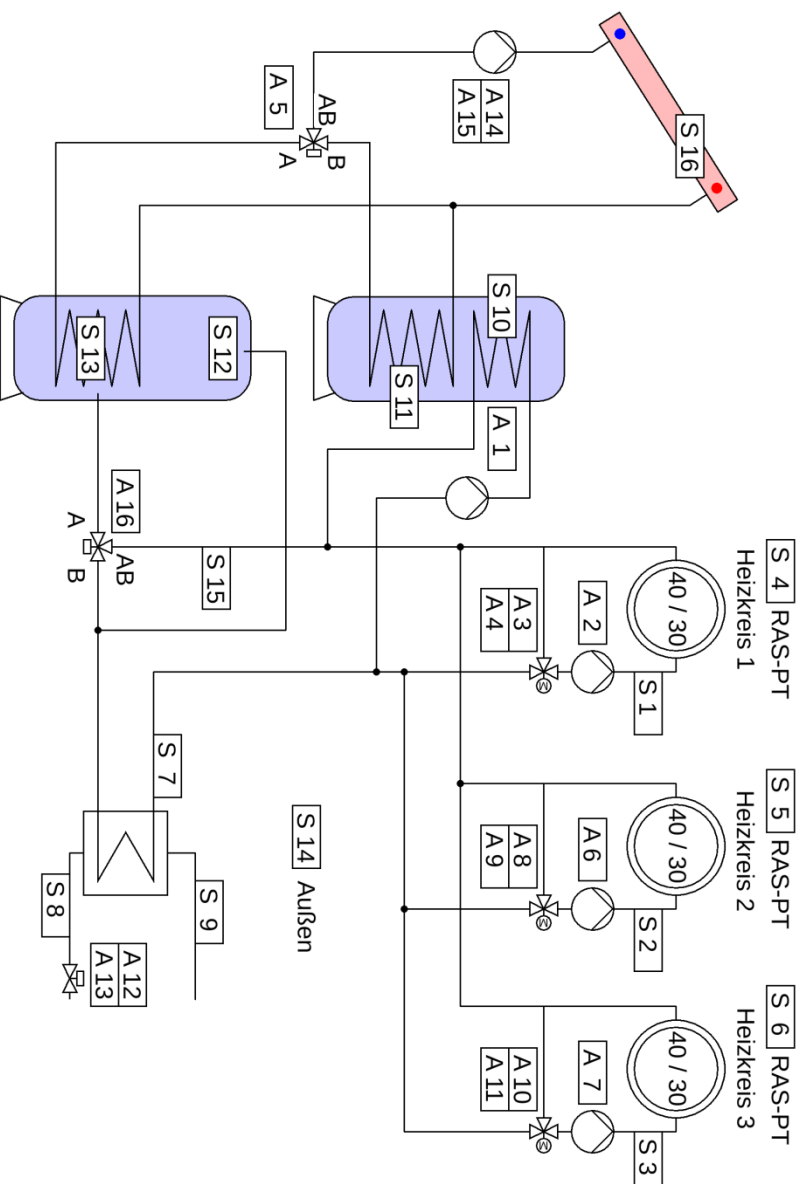 S 16
A 14
A 15
A 5
AB
B
A
S 10
S 11
S 12
S 13
A 1
A 16
A
AB
B
S 15
S 4 RAS-PT
Heizkreis 1
40 / 30
A 2
S 1
A 3
A 4
S 5 RAS-PT
Heizkreis 2
40 / 30
A 6
S 2
A 8
A 9
S 6 RAS-PT
Heizkreis 3
40 / 30
A 7
S 3
A 10
A 11
M
M
M
S 14 Außen
S 7
S 9
S 8
A 12
A 13